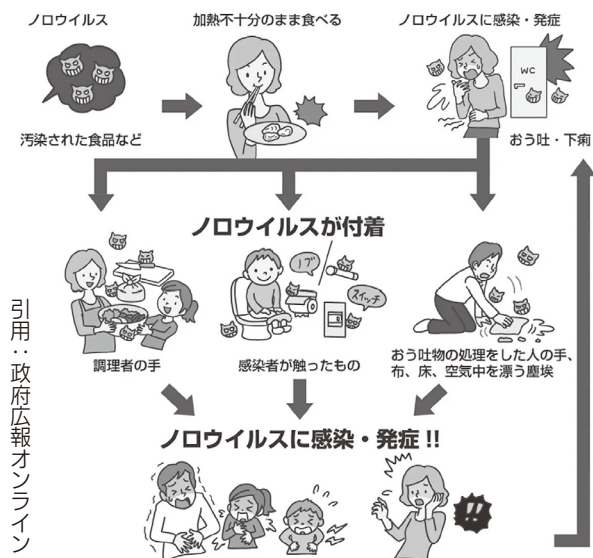 ノロウイルス
加熱不十分のまま食べる
ノロウイルスに感染・発症
WC
汚染された食品など
おう吐・下痢
ノロウイルスが付着
ノブ
スイッチ
調理者の手
感染者が触ったもの
おう吐物の処理をした人の手、
布、床、空気中を漂う塵埃
ノロウイルスに感染・発症!!
!!
引用:政府広報オンライン